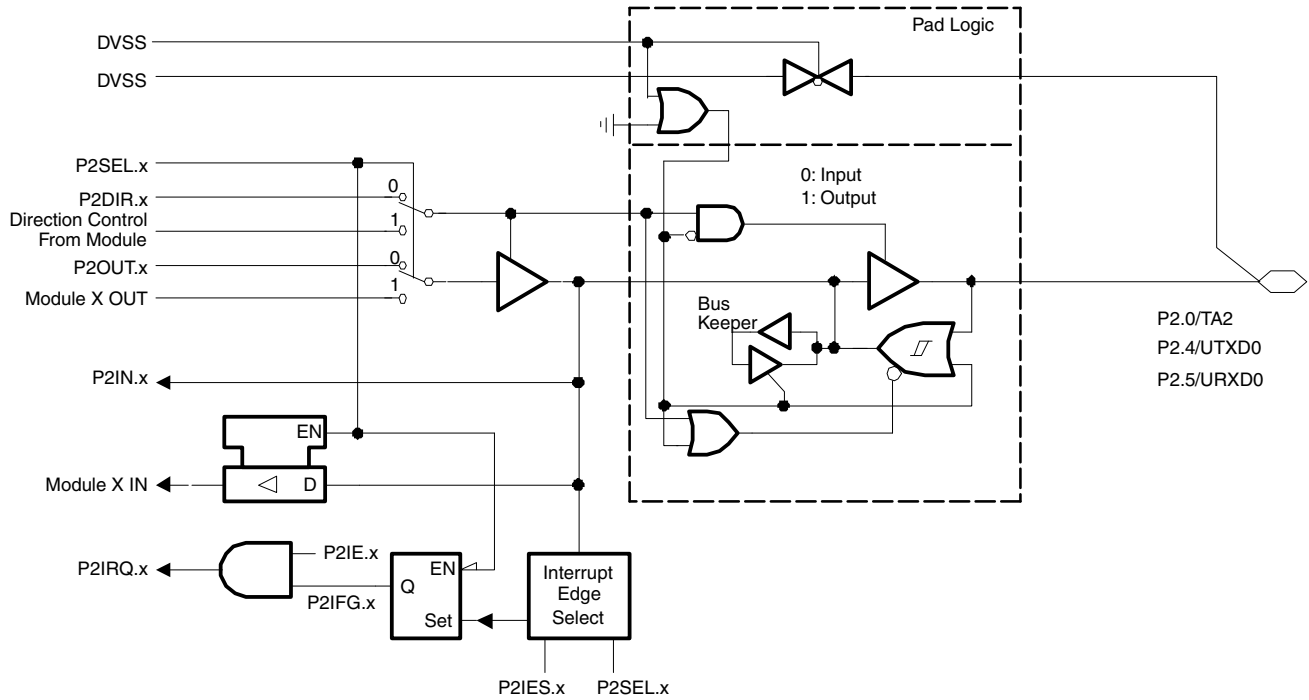 Pad Logic
DVSS
DVSS
P2SEL.x
0: Input
1: Output
0
P2DIR.x
Direction Control
From Module
1
0
P2OUT.x
1
Module X OUT
Bus
Keeper
P2.0/TA2
P2.4/UTXD0
P2.5/URXD0
P2IN.x
EN
Module X IN
D
P2IE.x
P2IRQ.x
P2IFG.x
EN
Q
Set
Interrupt
Edge
Select
P2IES.x
P2SEL.x